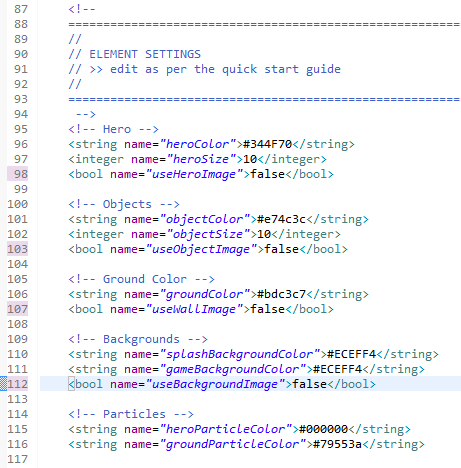 87 <!--
88 ========================================================
89 //
90 // ELEMENT SETTINGS
91 // >> edit as per the quick start guide
92 //
93 ========================================================
94 -->
95 <!-- Hero -->
96 <string name="heroColor">#344F70</string>
97 <integer name="heroSize">10</integer>
98 <bool name="useHeroImage">false</bool>
99
100 <!-- Objects -->
101 <string name="objectColor">#e74c3c</string>
102 <integer name="objectSize">10</integer>
103 <bool name="useObjectImage">false</bool>
104
105 <!-- Ground Color -->
106 <string name="groundColor">#bdc3c7</string>
107 <bool name="useWallImage">false</bool>
108
109 <!-- Backgrounds -->
110 <string name="splashBackgroundColor">#ECEFF4</string>
111 <string name="gameBackgroundColor">#ECEFF4</string>
112 <bool name="useBackgroundImage">false</bool>
113
114 <!-- Particles -->
115 <string name="heroParticleColor">#000000</string>
116 <string name="groundParticleColor">#79553a</string>
117